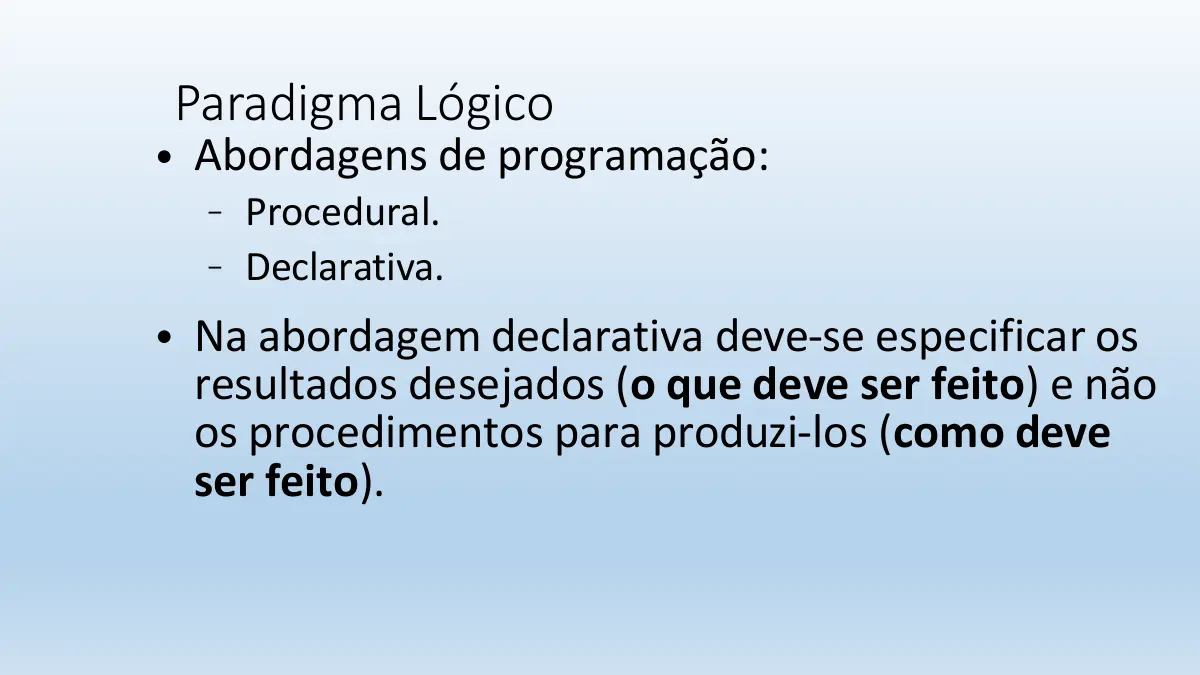 Paradigma Lógico
• Abordagens de programação:
– Procedural.
– Declarativa.
• Na abordagem declarativa deve-se especificar os
resultados desejados (o que deve ser feito) e não
os procedimentos para produzi-los (como deve
ser feito).